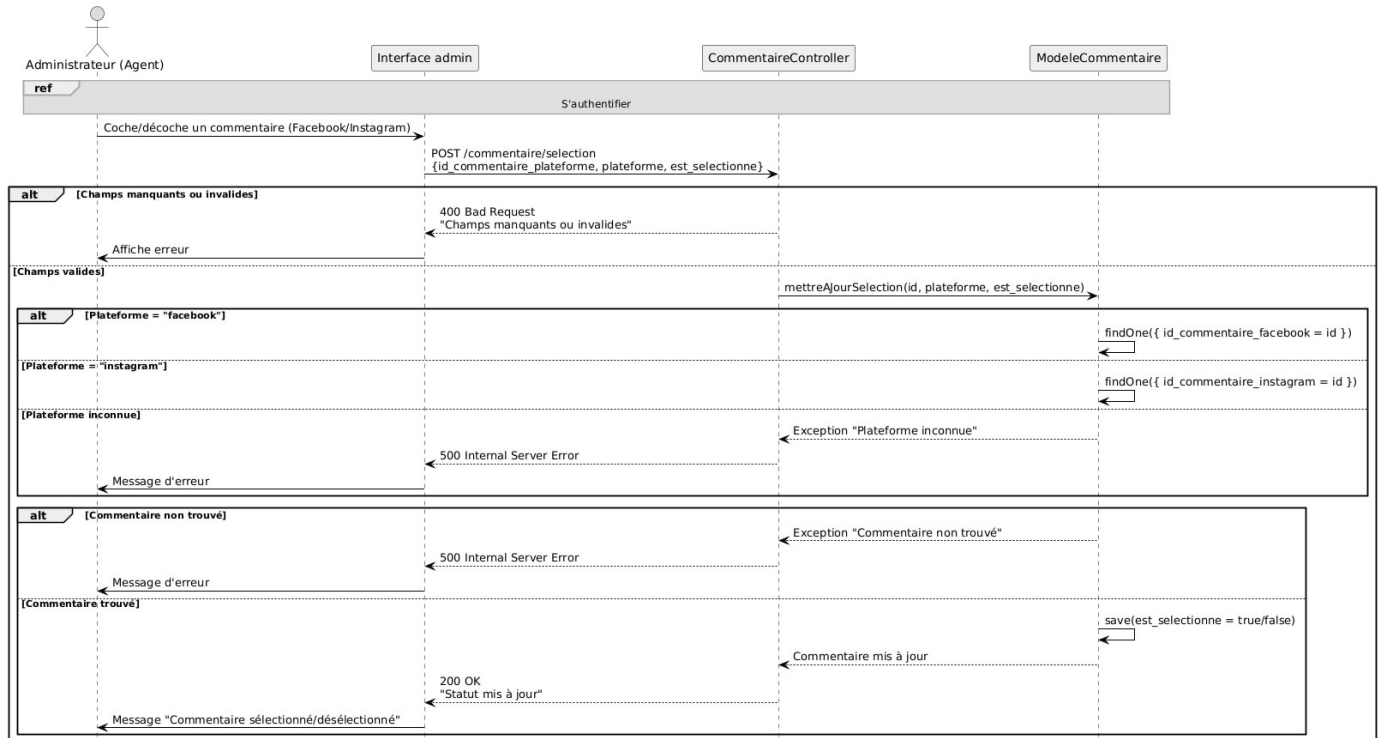 Administrateur (Agent)
Interface admin
CommentaireController
ModeleCommentaire
ref
S'authentifier
Coche/décoche un commentaire (Facebook/Instagram)
POST /commentaire/selection
{id_commentaire_plateforme, plateforme, est_selectionne}
alt
[Champs manquants ou invalides]
400 Bad Request
"Champs manquants ou invalides"
Affiche erreur
[Champs valides]
mettreAJourSelection(id, plateforme, est_selectionne)
alt
[Plateforme = "facebook"]
findOne({ id_commentaire_facebook = id })
[Plateforme = "instagram"]
findOne({ id_commentaire_instagram = id })
[Plateforme inconnue]
Exception "Plateforme inconnue"
500 Internal Server Error
Message d'erreur
alt
[Commentaire non trouvé]
Exception "Commentaire non trouvé"
500 Internal Server Error
Message d'erreur
[Commentaire trouvé]
save(est_selectionne = true/false)
Commentaire mis à jour
200 OK
"Statut mis à jour"
Message "Commentaire sélectionné/désélectionné"